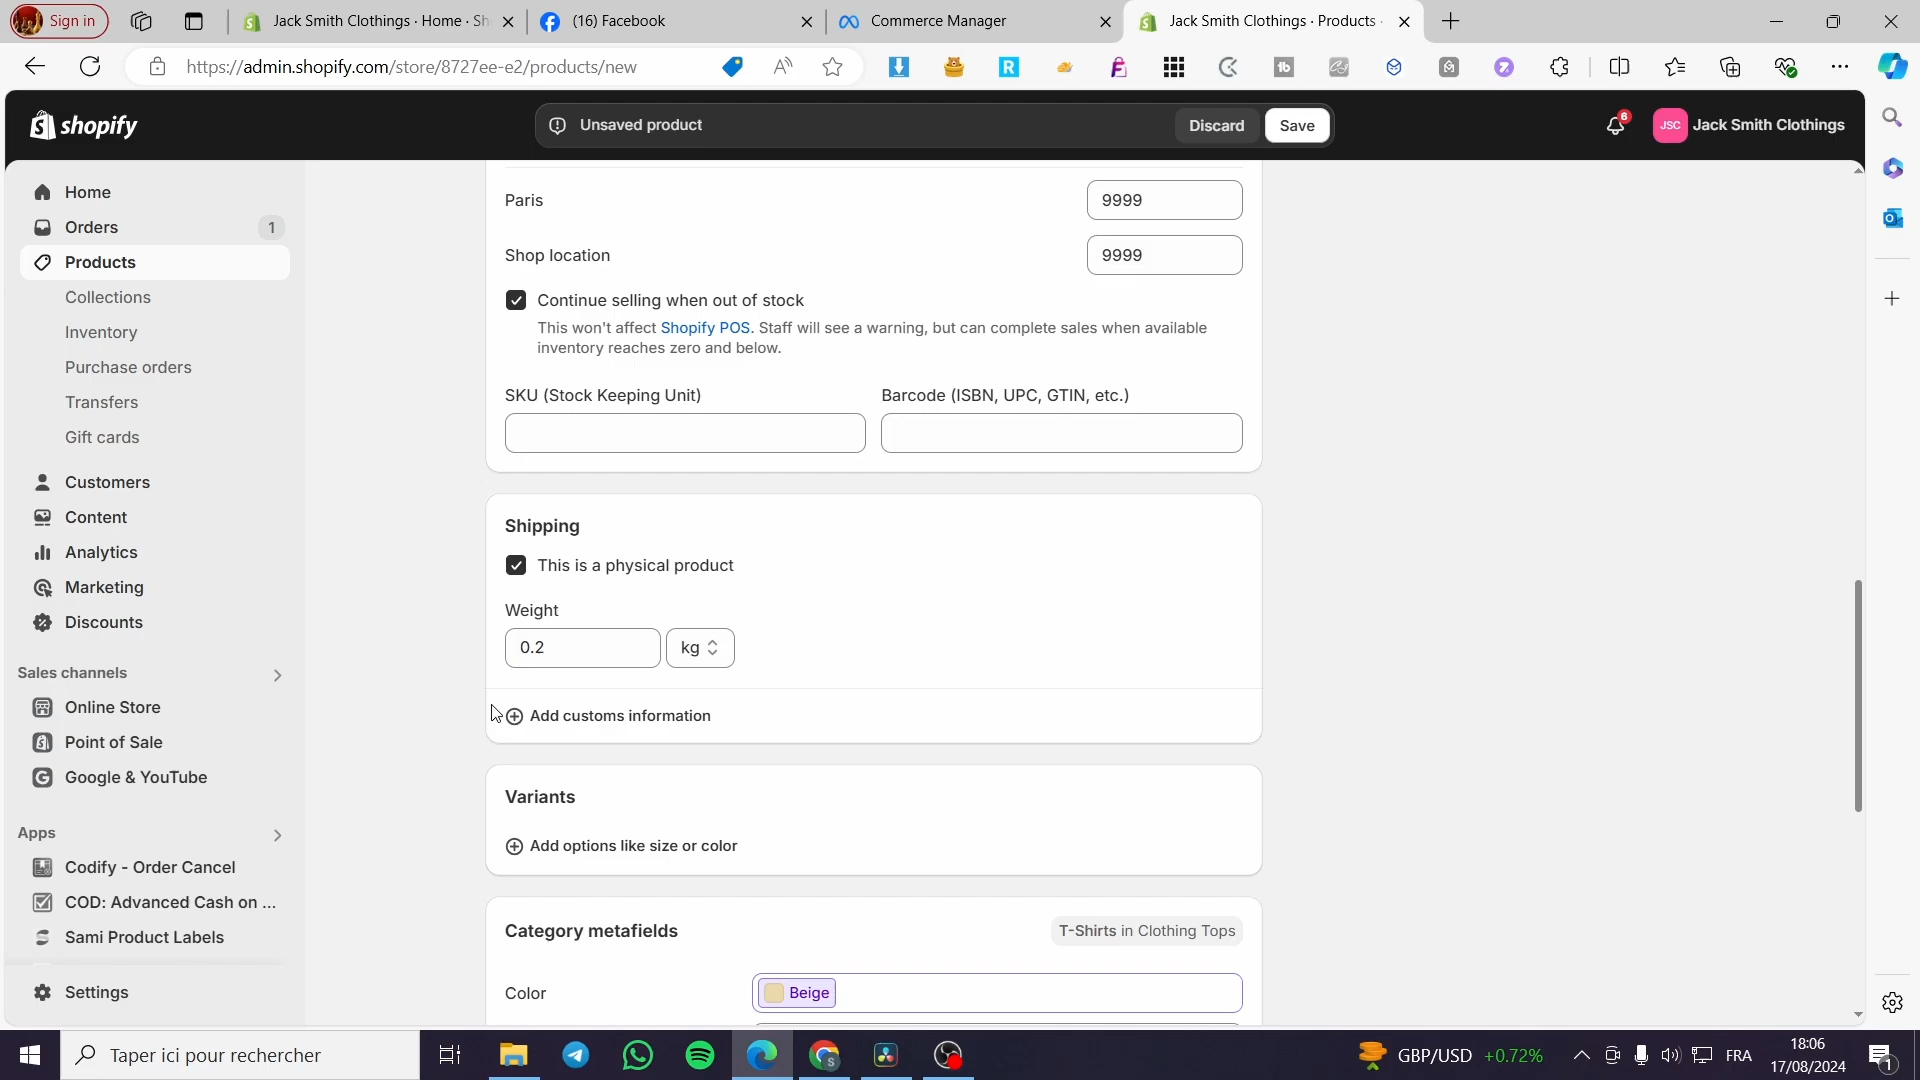 Sign in
Jack Smith Clothings · Home · Sh
(16) Facebook
Commerce Manager
Jack Smith Clothings · Products ·
https://admin.shopify.com/store/8727ee-e2/products/new
shopify
Unsaved product
Discard
Save
6
JSC
Jack Smith Clothings
Home
Orders
1
Products
Collections
Inventory
Purchase orders
Transfers
Gift cards
Customers
Content
Analytics
Marketing
Discounts
Sales channels
Online Store
Point of Sale
Google & YouTube
Apps
Codify - Order Cancel
COD: Advanced Cash on ...
Sami Product Labels
Settings
Paris
9999
Shop location
9999
Continue selling when out of stock
This won't affect Shopify POS. Staff will see a warning, but can complete sales when available
inventory reaches zero and below.
SKU (Stock Keeping Unit)
Barcode (ISBN, UPC, GTIN, etc.)
Shipping
This is a physical product
Weight
0.2
kg
Add customs information
Variants
Add options like size or color
Category metafields
T-Shirts in Clothing Tops
Color
Beige
Taper ici pour rechercher
GBP/USD +0.72%
FRA
18:06
17/08/2024
1